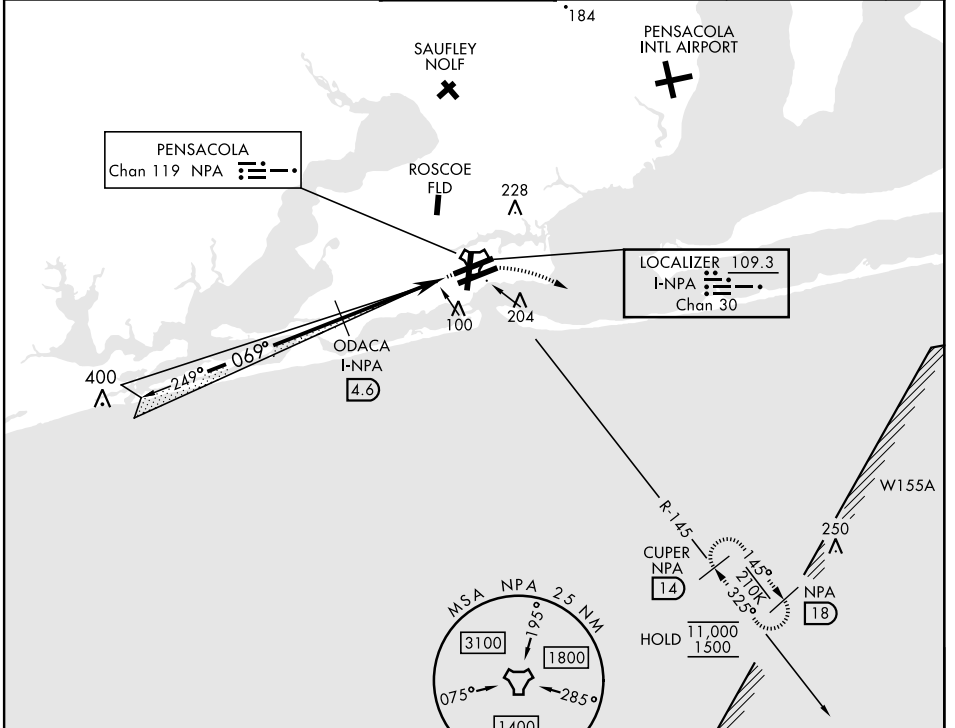 184
PENSACOLA
INTL AIRPORT
SAUFLEY
NOLF
PENSACOLA
Chan 119 NPA
ROSCOE
FLD
228
LOCALIZER 109.3
I-NPA
Chan 30
100
204
069°
249°
400
ODACA
I-NPA
4.6
W155A
R-145
250
CUPER
NPA
14
145°
210K
325°
NPA
18
HOLD 11,000
1500
MSA NPA 25 NM
195°
3100
1800
075°
285°
1400